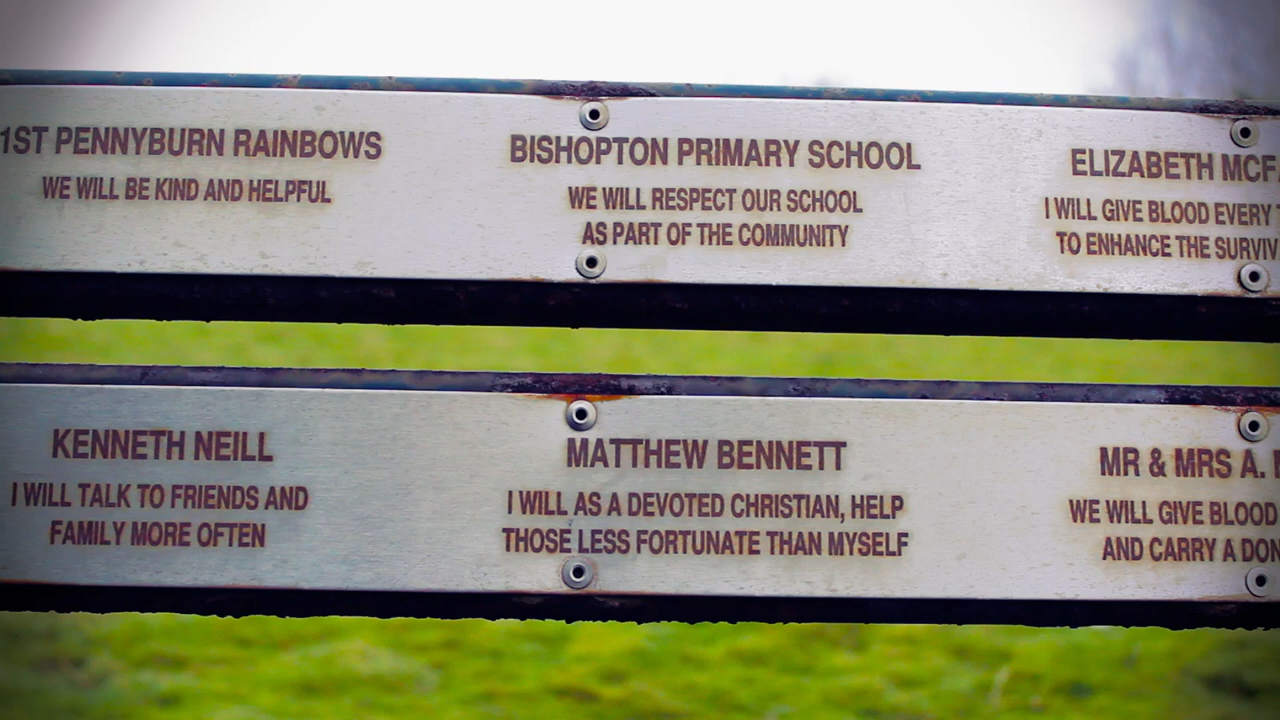 1ST PENNYBURN RAINBOWS
WE WILL BE KIND AND HELPFUL
BISHOPTON PRIMARY SCHOOL
WE WILL RESPECT OUR SCHOOL
AS PART OF THE COMMUNITY
ELIZABETH
I WILL GIVE BLOOD EVERY
TO ENHANCE THE
KENNETH NEILL
I WILL TALK TO FRIENDS AND
FAMILY MORE OFTEN
MATTHEW BENNETT
I WILL AS A DEVOTED CHRISTIAN, HELP
THOSE LESS FORTUNATE THAN MYSELF
MR & MRS A.
WE WILL GIVE BLOOD
AND CARRY A